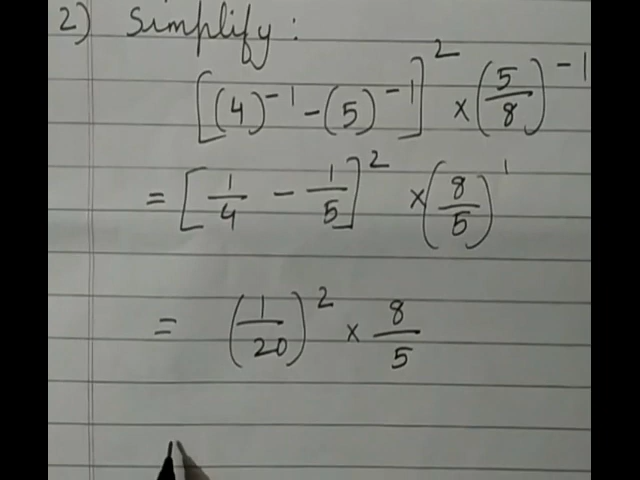 2) Simplify:
[(4)⁻¹ - (5)⁻¹]² × (5/8)⁻¹
= [1/4 - 1/5]² × (8/5)¹
= (1/20)² × 8/5